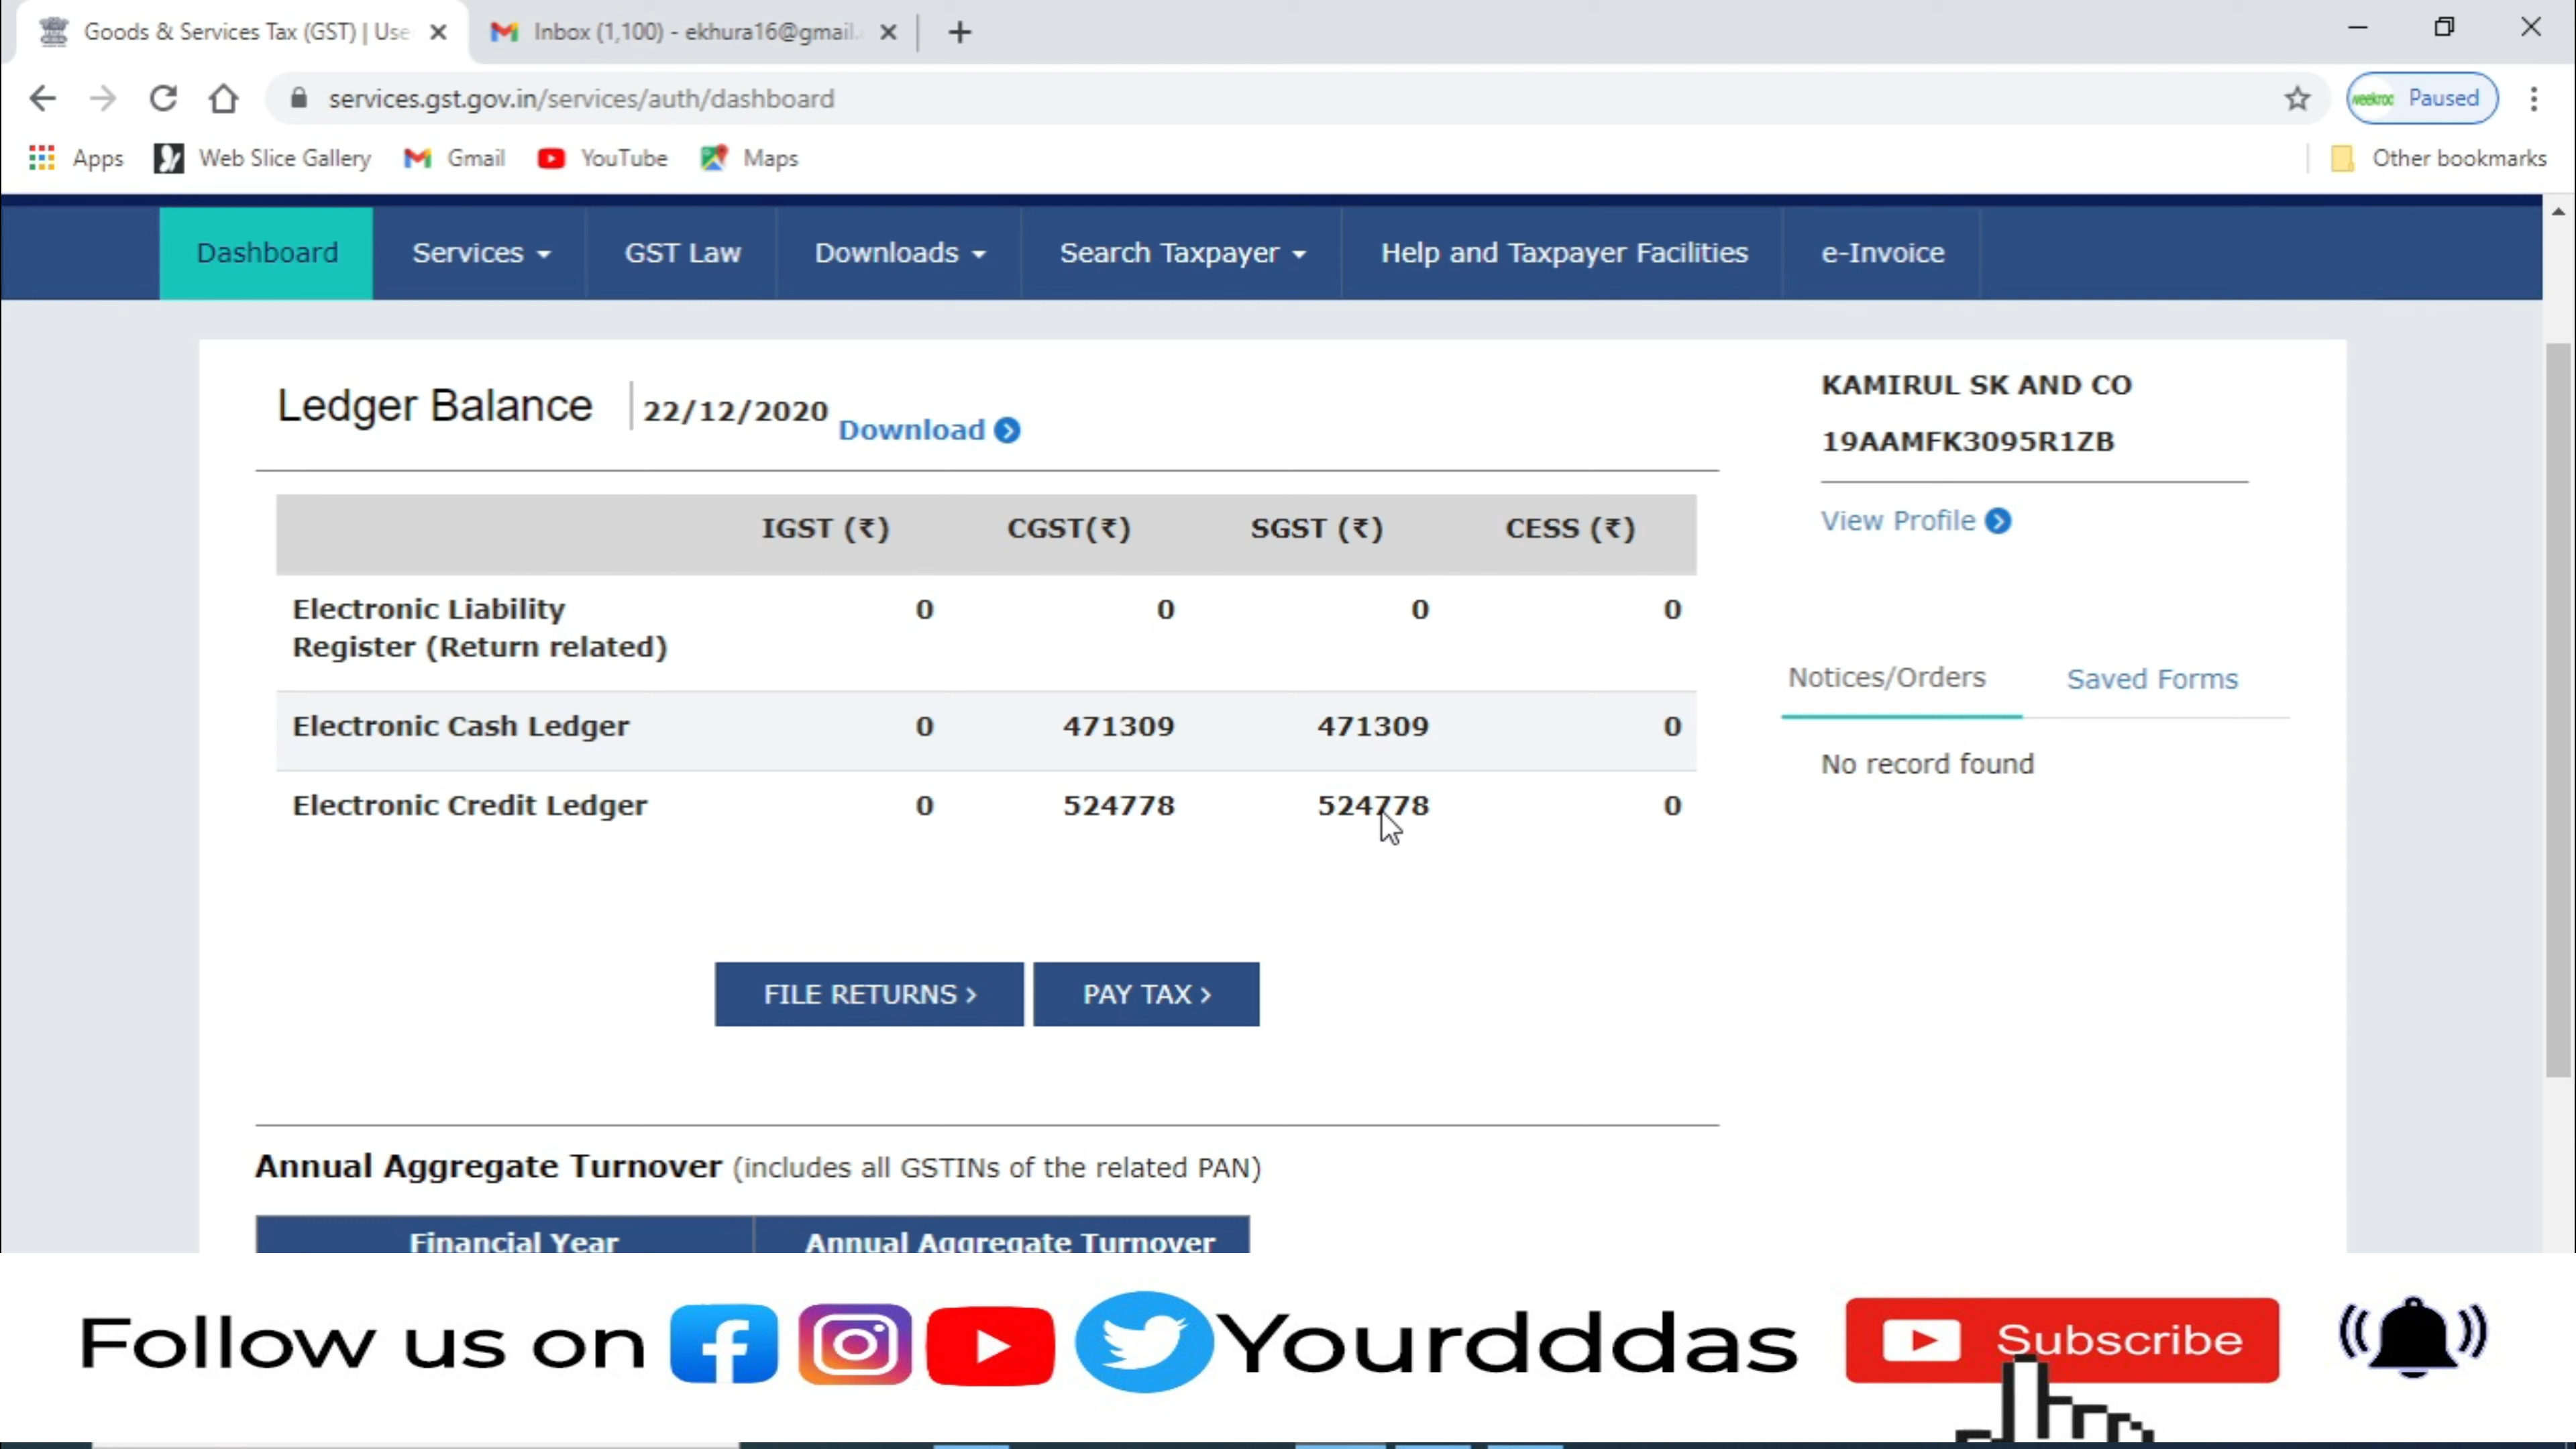 Goods & Services Tax (GST) | Use
Inbox (1,100) - ekhura16@gmail.
services.gst.gov.in/services/auth/dashboard
weekroc Paused
Apps Web Slice Gallery Gmail YouTube Maps Other bookmarks
Dashboard Services GST Law Downloads Search Taxpayer Help and Taxpayer Facilities e-Invoice
Ledger Balance 22/12/2020 Download
IGST (₹) CGST(₹) SGST (₹) CESS (₹)
Electronic Liability Register (Return related) 0 0 0 0
Electronic Cash Ledger 0 471309 471309 0
Electronic Credit Ledger 0 524778 524778 0
FILE RETURNS > PAY TAX >
KAMIRUL SK AND CO
19AAMFK3095R1ZB
View Profile
Notices/Orders Saved Forms
No record found
Annual Aggregate Turnover (includes all GSTINs of the related PAN)
Financial Year Annual Aggregate Turnover
Follow us on Yourdddas Subscribe